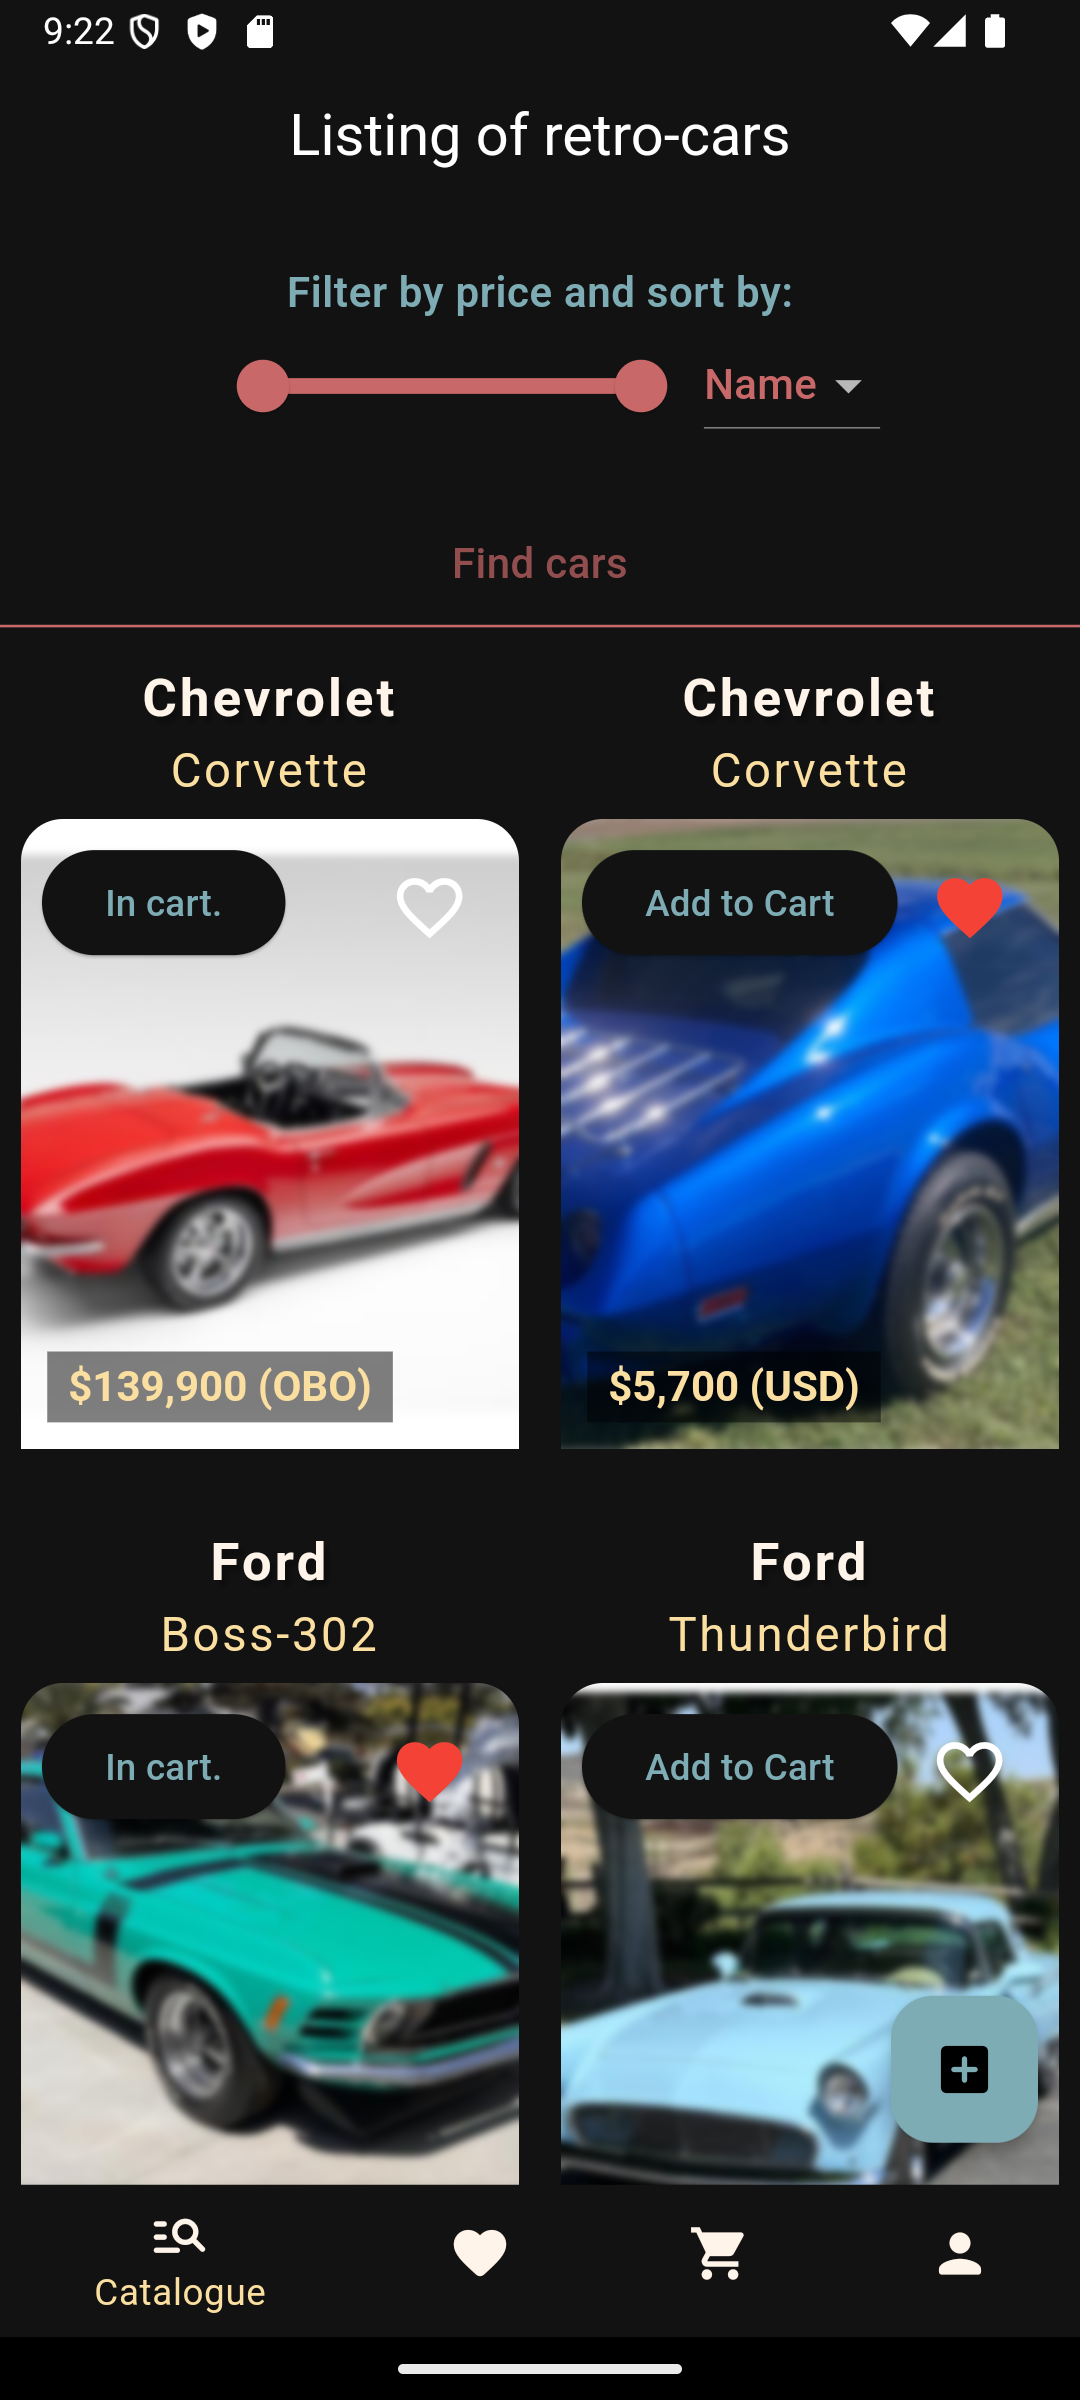 9:22
Listing of retro-cars
Filter by price and sort by:
Name
Find cars
Chevrolet
Corvette
In cart.
$139,900 (OBO)
Chevrolet
Corvette
Add to Cart
$5,700 (USD)
Ford
Boss-302
In cart.
Ford
Thunderbird
Add to Cart
Catalogue